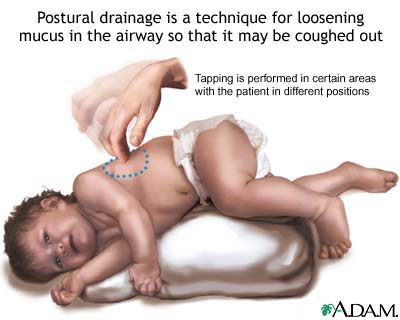 Postural drainage is a technique for loosening
mucus in the airway so that it may be coughed out
Tapping is performed in certain areas
with the patient in different positions
A.D.A.M.